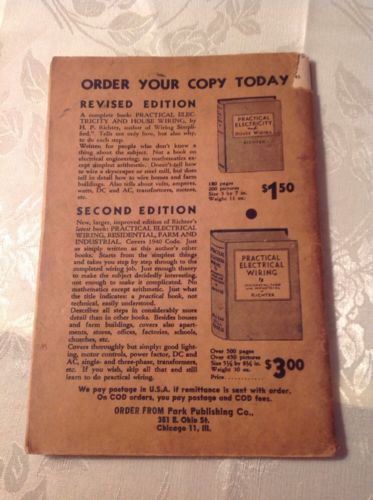 ORDER YOUR COPY TODAY
REVISED EDITION
A complete book: PRACTICAL ELEC-
TRICITY AND HOUSE WIRING, by
H. P. Richter, author of Wiring Simpli-
fied." Tells not only how, but also why,
to do each step.
Written for people who don't know a
thing about the subject. Not a book on
electrical engineering; no mathematics ex-
cept simplest arithmetic. Doesn't tell how
to wire a skyscraper or steel mill, but does
tell in detail how to wire homes and farm
buildings. Also tells about volts, amperes,
watts, DC and AC, transformers, motors,
etc.
PRACTICAL
ELECTRICITY
and
House Wiring
RICHTER
180 pages
200 pictures
Size 5 by 7 in.
Weight 11 oz.
$1.50
SECOND EDITION
New, larger, improved edition of Richter's
latest book: PRACTICAL ELECTRICAL
WIRING, RESIDENTIAL, FARM AND
INDUSTRIAL. Covers 1940 Code. Just
as simply written as this author's other
books. Starts from the simplest things
and takes you step by step through to the
completed wiring job. Just enough theory
to make the subject decidedly interesting,
not enough to make it complicated. No
mathematics except arithmetic. Just what
the title indicates: a practical book, not
technical, easily understood.
Describes all steps in considerably more
detail than in other books. Besides houses
and farm buildings, covers also apart-
ments, stores, offices, factories, schools,
churches, etc.
Covers thoroughly but simply: good light-
ing, motor controls, power factor, DC and
AC, single- and three-phase, transformers,
etc. If you wish, skip all that and still
learn to do practical wiring.
PRACTICAL
ELECTRICAL
WIRING
RICHTER
Over 500 pages
Over 450 pictures
Weight 30 oz.
Price
$3.00
We pay postage in U.S.A. if remittance is sent with order.
On COD orders, you pay postage and COD fees.
ORDER FROM Park Publishing Co.,
361 E. Ohio St.
Chicago 11, Ill.